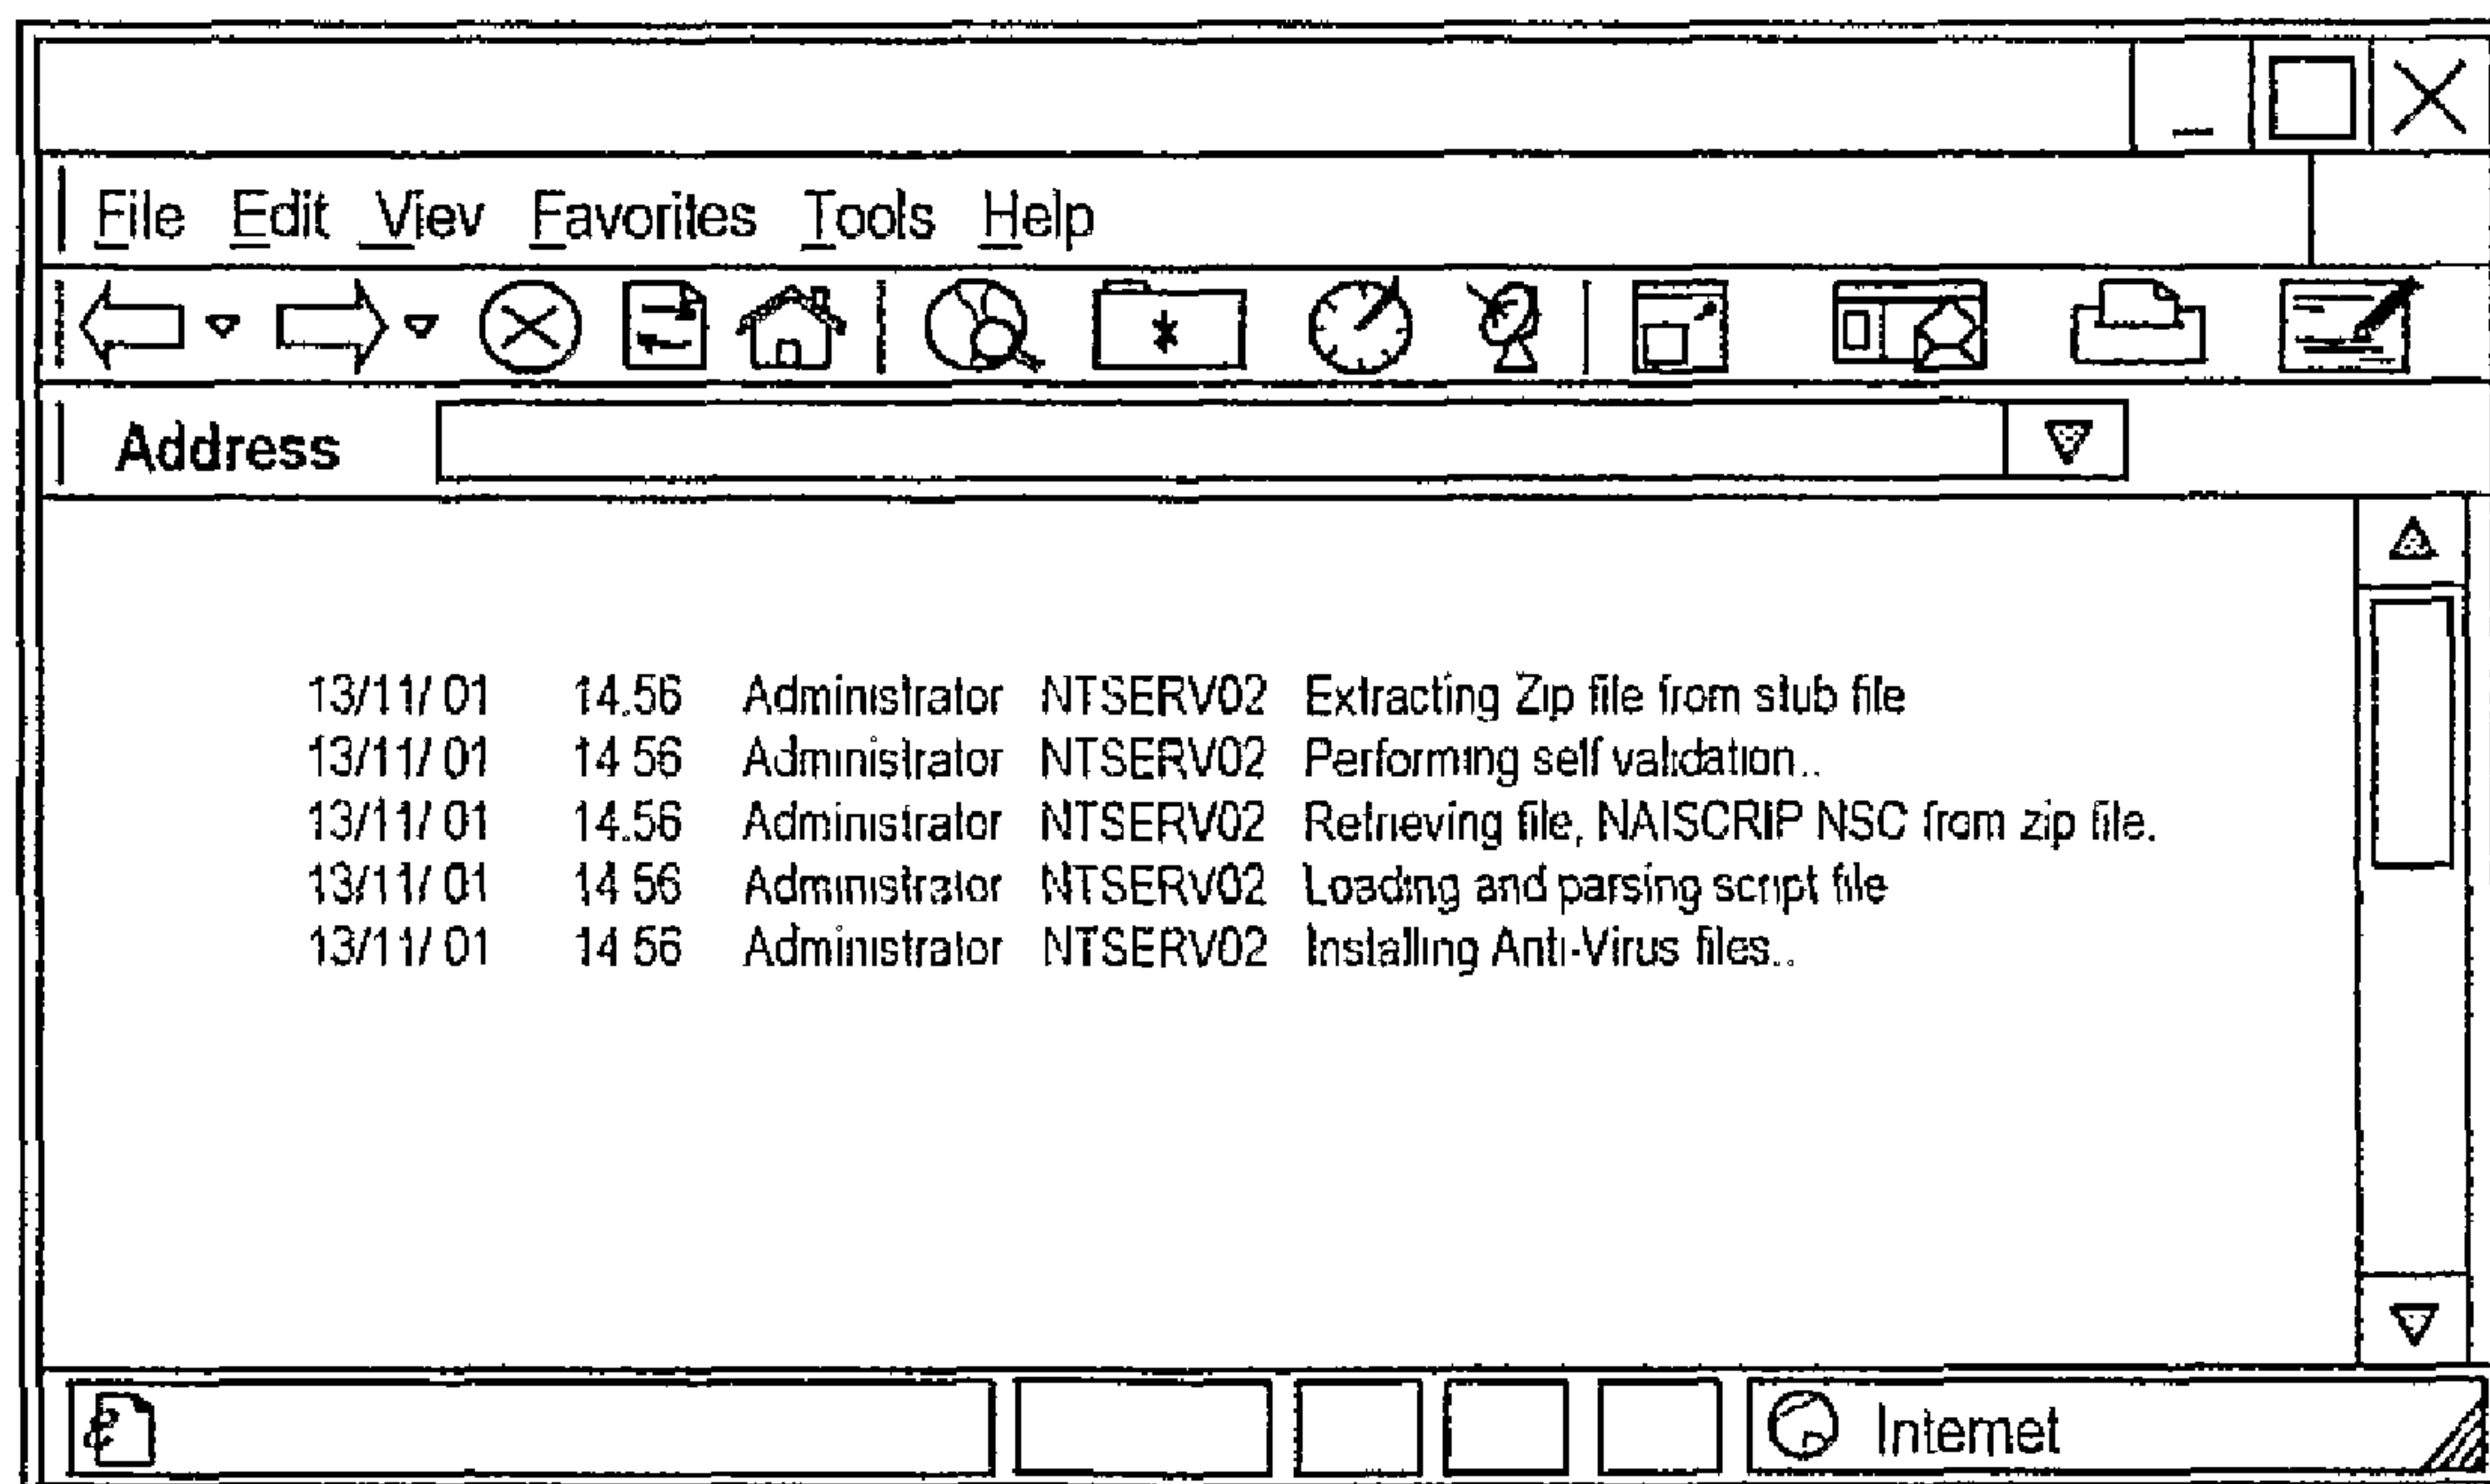 File Edit Viev Favorites Tools Help
Address
13/11/ 01 14.56 Administrator NTSERV02 Extracting Zip file from stub file
13/11/ 01 14 56 Administrator NTSERV02 Performing self validation..
13/11/ 01 14.56 Administrator NTSERV02 Retrieving file, NAISCRIP NSC from zip file.
13/11/ 01 14 56 Administrator NTSERV02 Loading and parsing script file
13/11/ 01 14 56 Administrator NTSERV02 Installing Anti-Virus files..
Internet